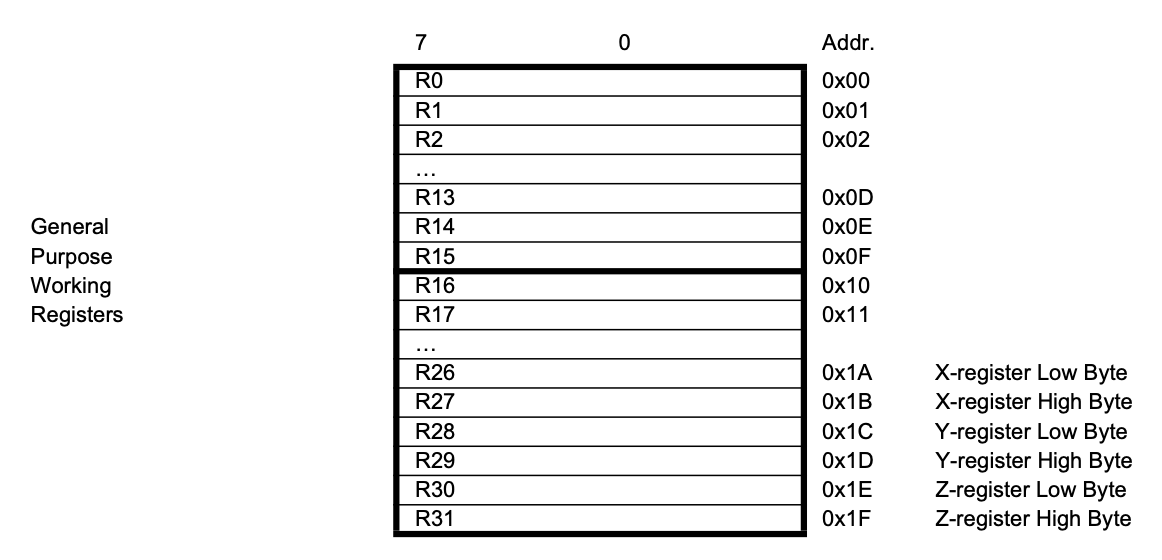 7 0 Addr.
R0 0x00
R1 0x01
R2 0x02
…
R13 0x0D
General R14 0x0E
Purpose R15 0x0F
Working R16 0x10
Registers R17 0x11
…
R26 0x1A X-register Low Byte
R27 0x1B X-register High Byte
R28 0x1C Y-register Low Byte
R29 0x1D Y-register High Byte
R30 0x1E Z-register Low Byte
R31 0x1F Z-register High Byte